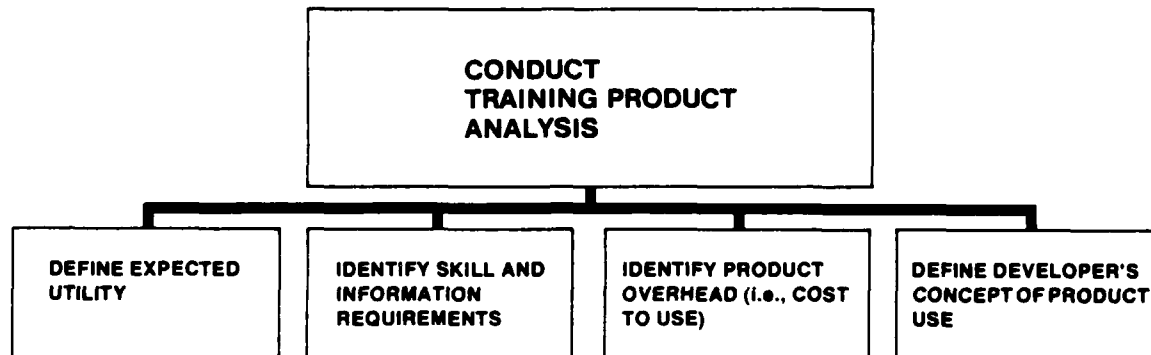 CONDUCT
TRAINING PRODUCT
ANALYSIS
DEFINE EXPECTED
UTILITY
IDENTIFY SKILL AND
INFORMATION
REQUIREMENTS
IDENTIFY PRODUCT
OVERHEAD (i.e., COST
TO USE)
DEFINE DEVELOPER'S
CONCEPT OF PRODUCT
USE